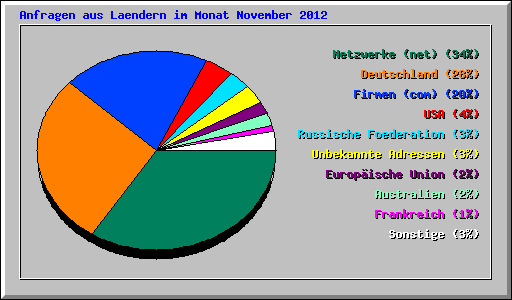 Anfragen aus Laendern im Monat November 2012
Netzwerke (net) (34%)
Deutschland (28%)
Firmen (com) (20%)
USA (4%)
Russische Foederation (3%)
Unbekannte Adressen (3%)
Europäische Union (2%)
Australien (2%)
Frankreich (1%)
Sonstige (3%)